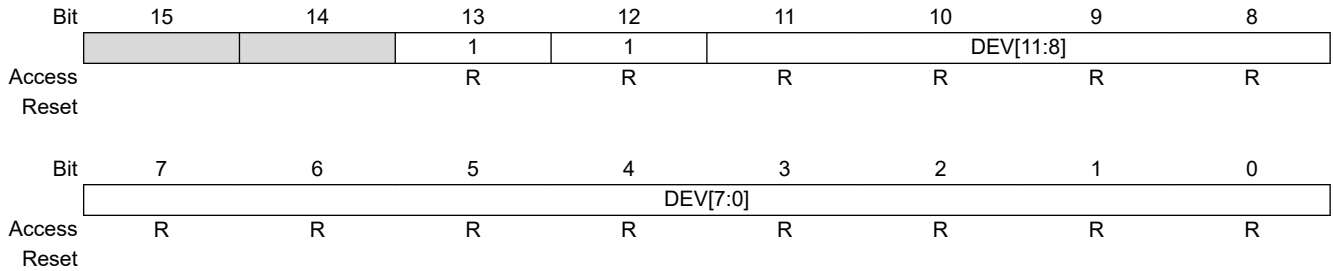 Bit 15 14 13 12 11 10 9 8
1 1 DEV[11:8]
Access R R R R R R
Reset
Bit 7 6 5 4 3 2 1 0
DEV[7:0]
Access R R R R R R R R
Reset